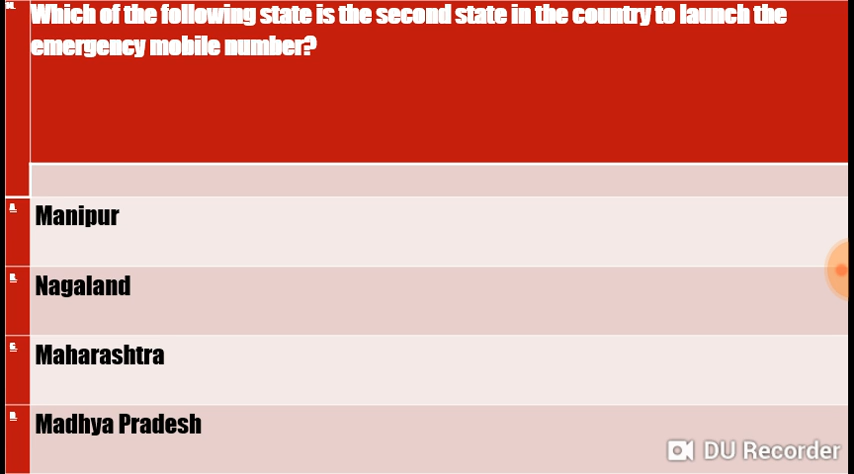 Which of the following state is the second state in the country to launch the
emergency mobile number?
Manipur
Nagaland
Maharashtra
Madhya Pradesh
DU Recorder